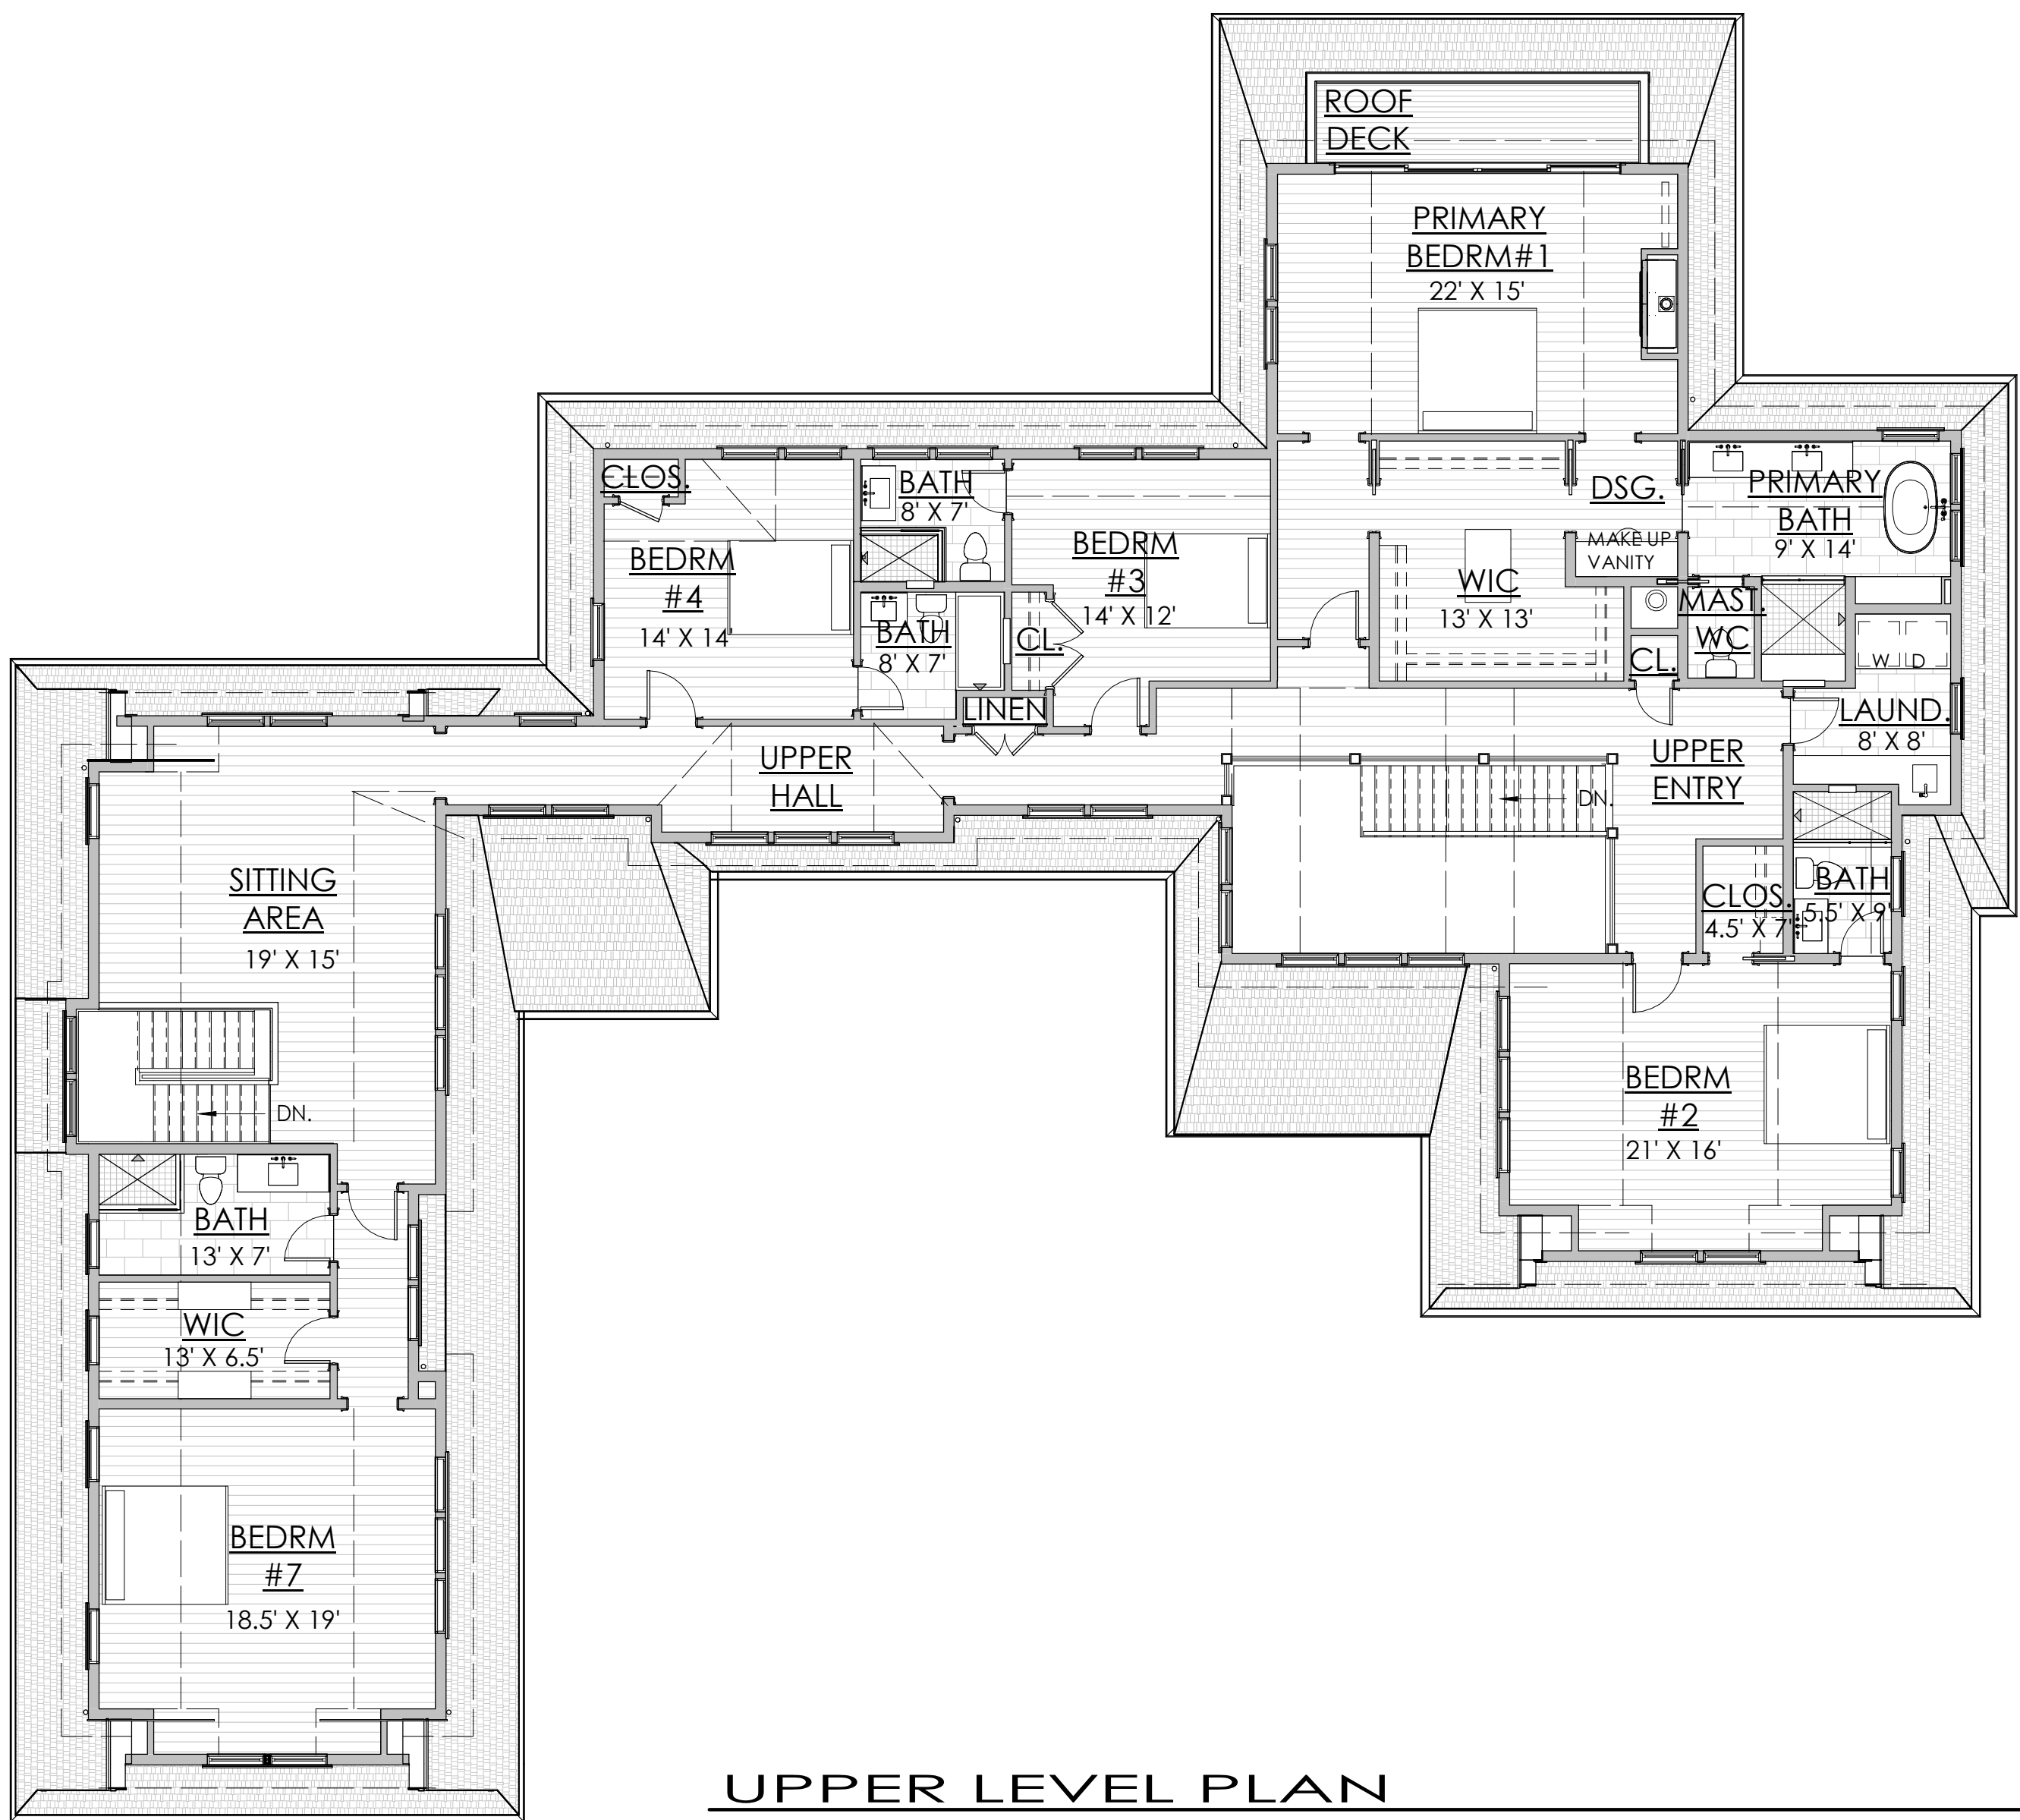 ROOF
DECK
PRIMARY
BEDRM#1
22' X 15'
CLOS.
BATH
8' X 7'
BEDRM
#4
14' X 14'
BATH
8' X 7'
BEDRM
#3
14' X 12'
CL.
LINEN
DSG.
MAKE UP
VANITY
WIC
13' X 13'
PRIMARY
BATH
9' X 14'
MAST.
WC
CL.
W
D
LAUND.
8' X 8'
UPPER
HALL
UPPER
ENTRY
DN.
CLOS.
4.5' X 7'
BATH
5.5' X 9'
SITTING
AREA
19' X 15'
DN.
BEDRM
#2
21' X 16'
BATH
13' X 7'
WIC
13' X 6.5'
BEDRM
#7
18.5' X 19'
UPPER LEVEL PLAN